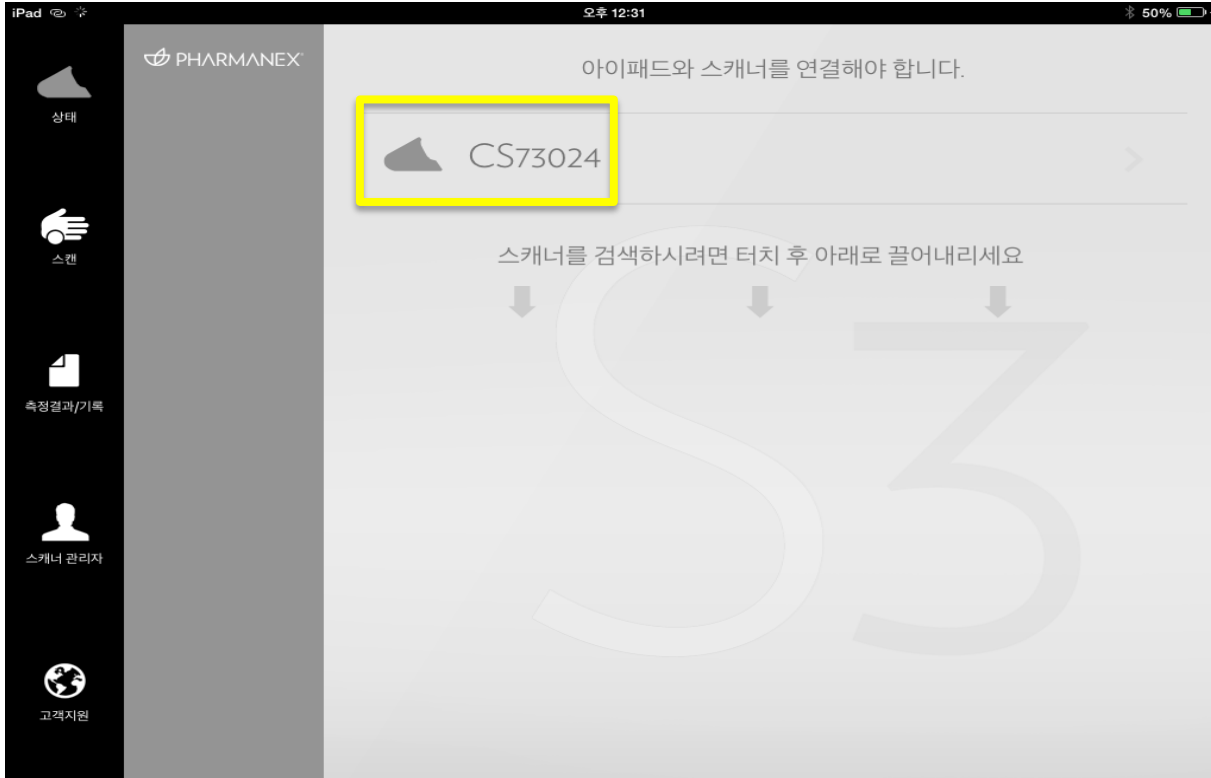 iPad 오후 12:31 50%
상태
스캔
측정결과/기록
스캐너 관리자
고객지원
PHARMANEX
아이패드와 스캐너를 연결해야 합니다.
CS73024
스캐너를 검색하시려면 터치 후 아래로 끌어내리세요
S3